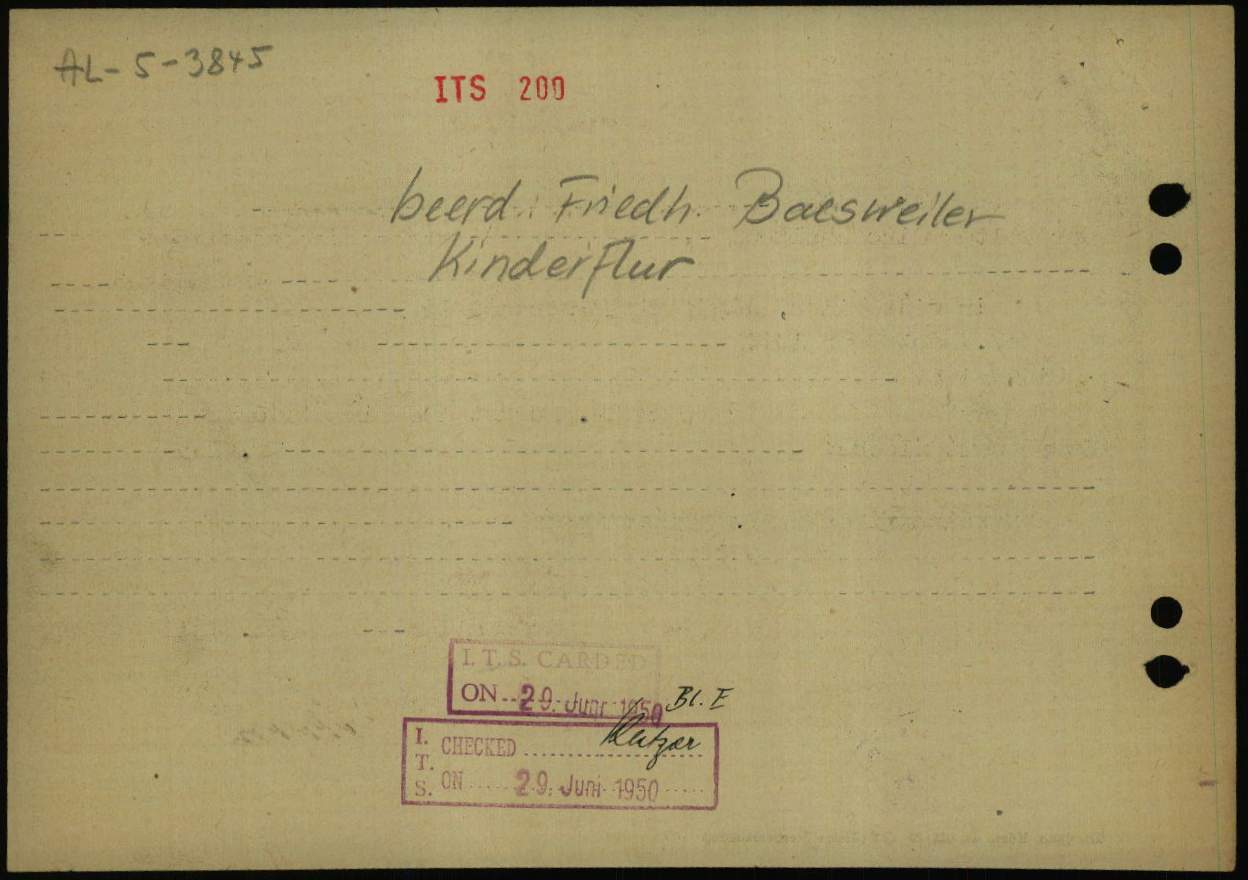 AL-5-3845
ITS 200
beerd. Friedh. Baesweiler
Kinderflur
I. T. S. CARDED
ON 29. Juni 1950 Bl. E
I. T. S. CHECKED
ON 29. Juni 1950